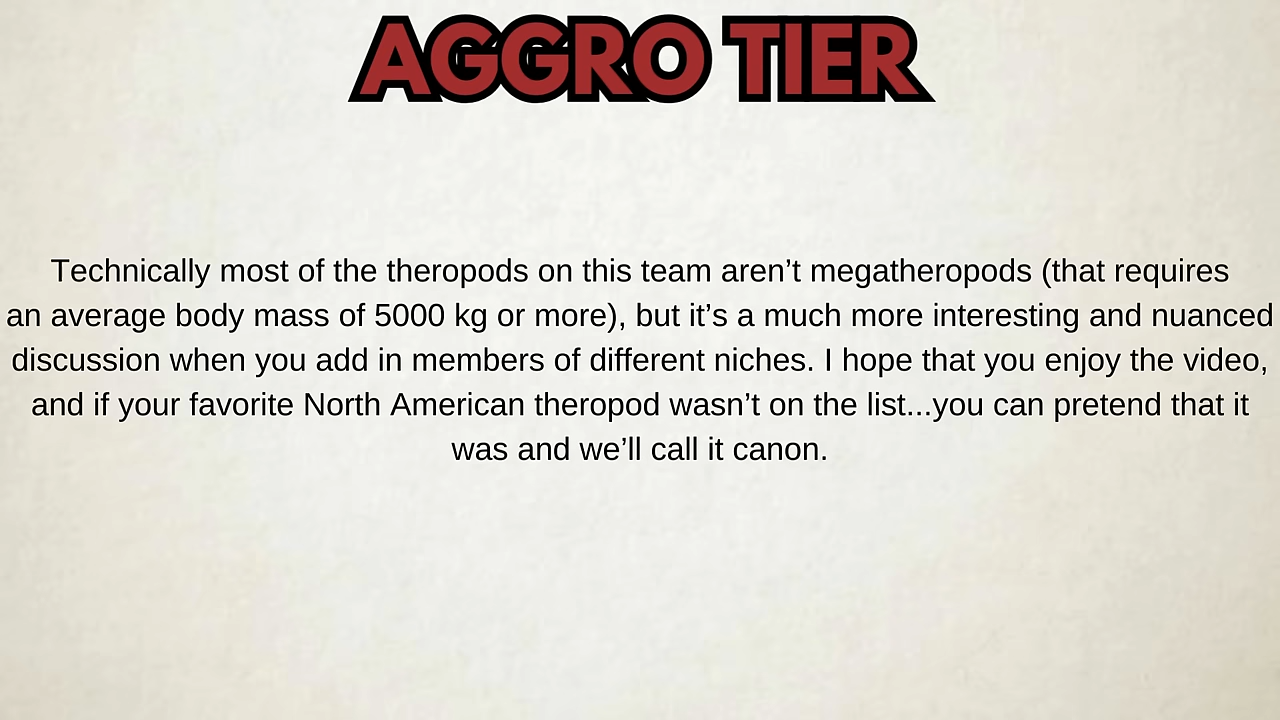 AGGRO TIER
Technically most of the theropods on this team aren’t megatheropods (that requires
an average body mass of 5000 kg or more), but it’s a much more interesting and nuanced
discussion when you add in members of different niches. I hope that you enjoy the video,
and if your favorite North American theropod wasn’t on the list...you can pretend that it
was and we’ll call it canon.